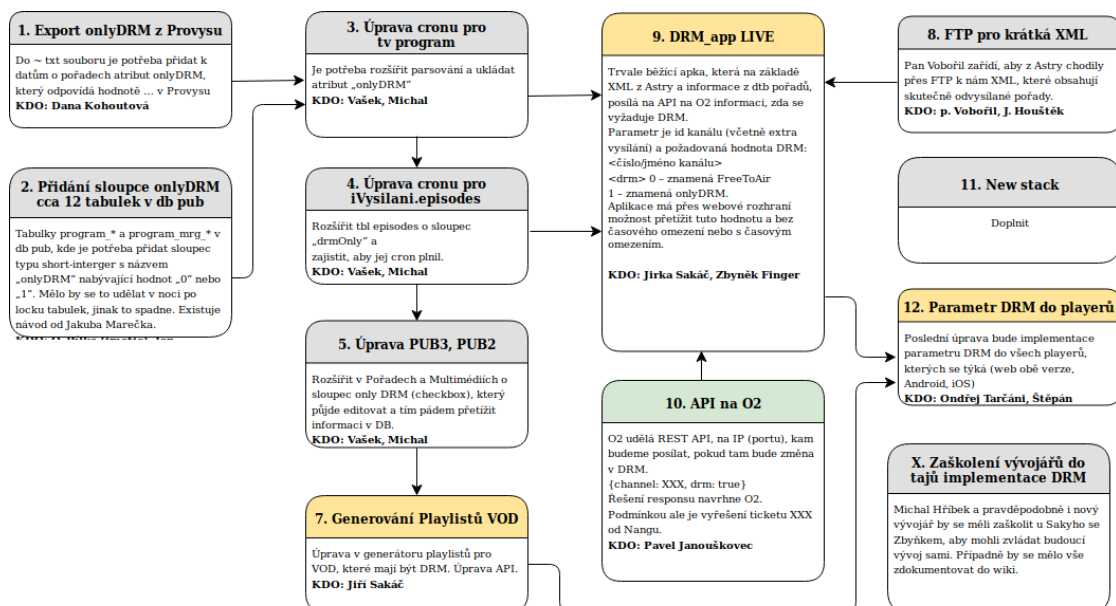 1. Export onlyDRM z Provysu
Do ~ txt souboru je potřeba přidat k
datům o pořadech atribut onlyDRM,
který odpovídá hodnotě ... v Provysu
KDO: Dana Kohoutová
2. Přidání sloupce onlyDRM
cca 12 tabulek v db pub
Tabulky program_* a program_mrg_* v
db pub, kde je potřeba přidat sloupec
typu short-interger s názvem
„onlyDRM“ nabývající hodnot „0“ nebo
„1“. Mělo by se to udělat v noci po
locku tabulek, jinak to spadne. Existuje
návod od Jakuba Marečka.
3. Úprava cronu pro
tv program
Je potřeba rozšířit parsování a ukládat
atribut „onlyDRM“
KDO: Vašek, Michal
4. Úprava cronu pro
iVysilani.episodes
Rozšířit tbl episodes o sloupec
„drmOnly“ a
zajistit, aby jej cron plnil.
KDO: Vašek, Michal
5. Úprava PUB3, PUB2
Rozšířit v Pořadech a Multimédiích o
sloupec only DRM (checkbox), který
půjde editovat a tím pádem přetížit
informaci v DB.
KDO: Vašek, Michal
7. Generování Playlistů VOD
Úprava v generátoru playlistů pro
VOD, které mají být DRM. Úprava API.
KDO: Jiří Sakáč
9. DRM_app LIVE
Trvale běžící apka, která na základě
XML z Astry a informace z dtb pořadů,
posílá na API na O2 informaci, zda se
vyžaduje DRM.
Parametr je id kanálu (včetně extra
vysílání) a požadovaná hodnota DRM:
<číslo/jméno kanálu>
<drm> 0 – znamená FreeToAir
1 – znamená onlyDRM.
Aplikace má přes webové rozhraní
možnost přetížit tuto hodnotu a bez
časového omezení nebo s časovým
omezením.
KDO: Jirka Sakáč, Zbyněk Finger
10. API na O2
O2 udělá REST API, na IP (portu), kam
budeme posílat, pokud tam bude změna
v DRM.
{channel: XXX, drm: true}
Řešení responsu navrhne O2.
Podmínkou ale je vyřešení ticketu XXX
od Nangu.
KDO: Pavel Janouškovec
8. FTP pro krátká XML
Pan Vobořil zařídí, aby z Astry chodily
přes FTP k nám XML, které obsahují
skutečně odvysílané pořady.
KDO: p. Vobořil, J. Houštěk
11. New stack
Doplnit
12. Parametr DRM do playerů
Poslední úprava bude implementace
parametru DRM do všech playerů,
kterých se týká (web obě verze,
Android, iOS)
KDO: Ondřej Tarčáni, Štěpán
X. Zaškolení vývojářů do
tajů implementace DRM
Michal Hříbek a pravděpodobně i nový
vývojář by se měli zaškolit u Sakyho se
Zbyňkem, aby mohli zvládat budoucí
vývoj sami. Případně by se mělo vše
zdokumentovat do wiki.